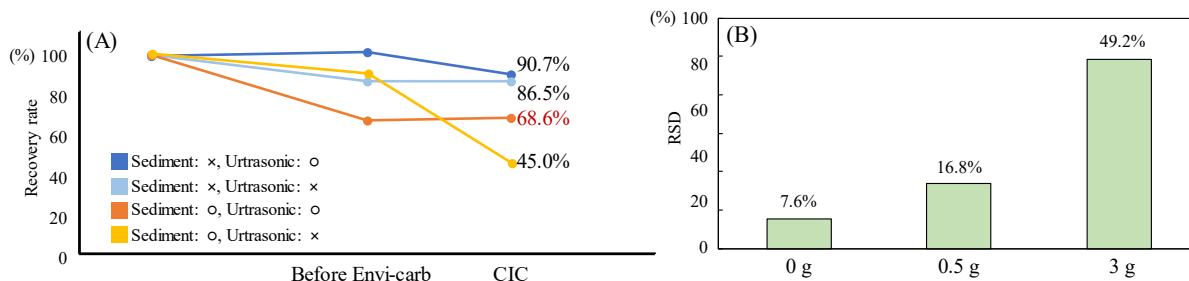 (%)
(A)
100
80
60
40
20
0
Recovery rate
90.7%
86.5%
68.6%
45.0%
Sediment: ×, Urtrasonic: ○
Sediment: ×, Urtrasonic: ×
Sediment: ○, Urtrasonic: ○
Sediment: ○, Urtrasonic: ×
Before Envi-carb
CIC
(%)
(B)
100
80
60
40
20
0
RSD
7.6%
16.8%
49.2%
0 g
0.5 g
3 g